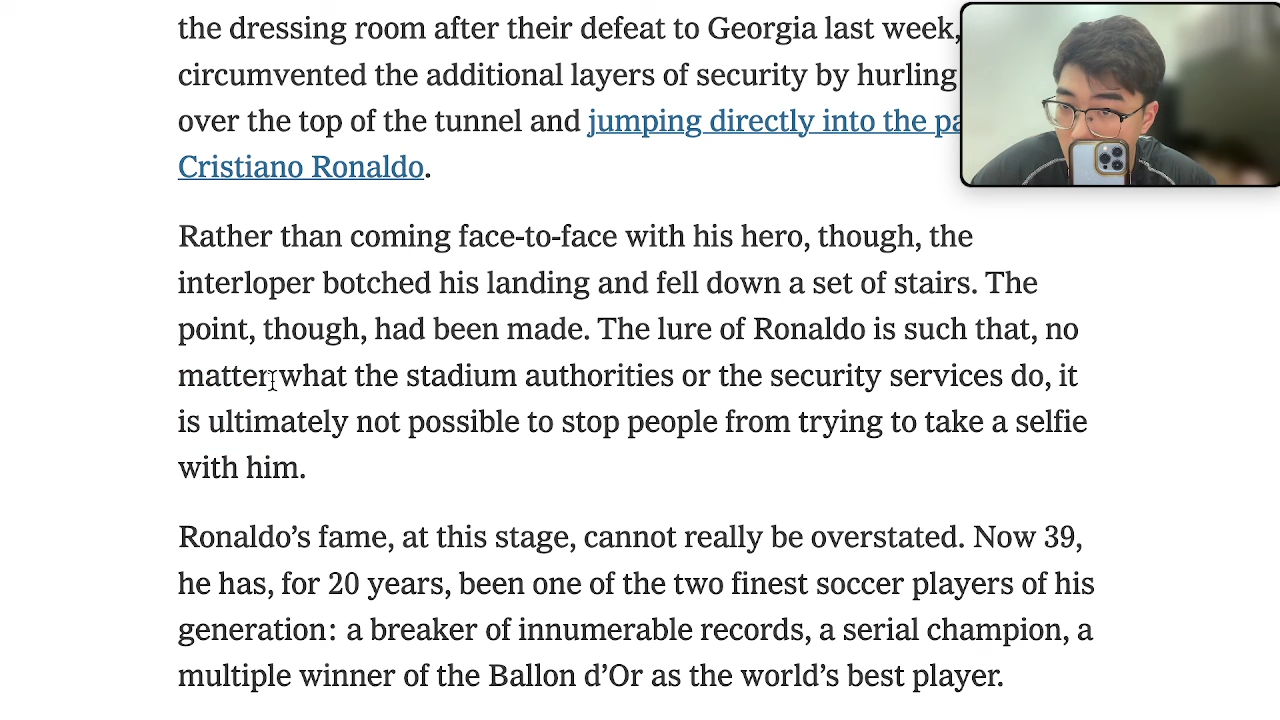 the dressing room after their defeat to Georgia last week,
circumvented the additional layers of security by hurling
over the top of the tunnel and jumping directly into the pa
Cristiano Ronaldo.
Rather than coming face-to-face with his hero, though, the
interloper botched his landing and fell down a set of stairs. The
point, though, had been made. The lure of Ronaldo is such that, no
matter what the stadium authorities or the security services do, it
is ultimately not possible to stop people from trying to take a selfie
with him.
Ronaldo’s fame, at this stage, cannot really be overstated. Now 39,
he has, for 20 years, been one of the two finest soccer players of his
generation: a breaker of innumerable records, a serial champion, a
multiple winner of the Ballon d’Or as the world’s best player.